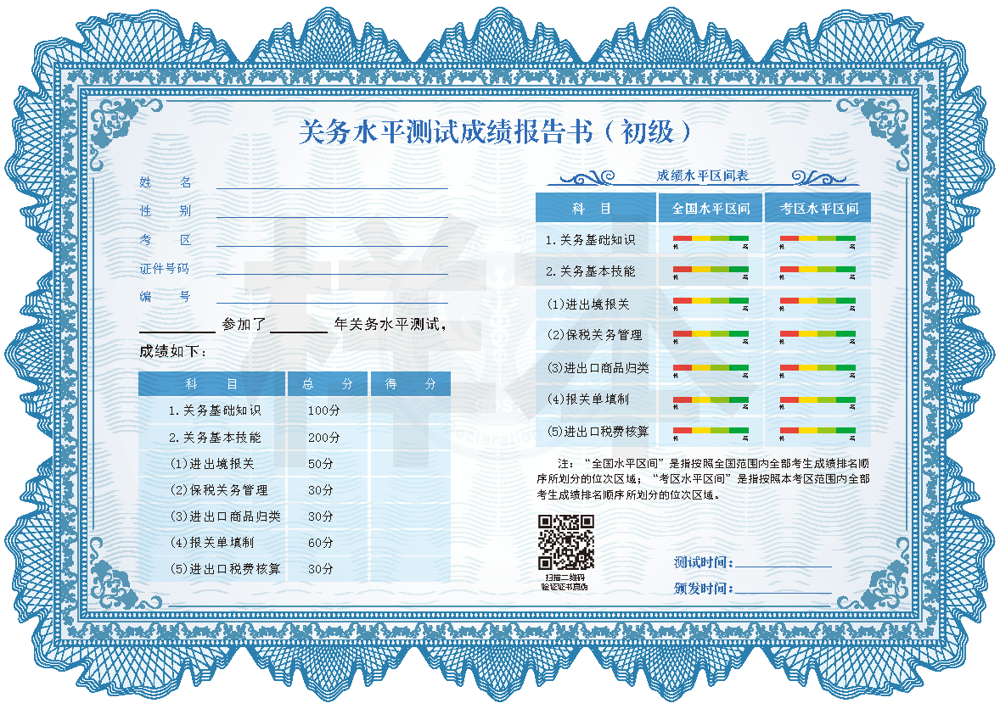 关务水平测试成绩报告书（初级）
姓 名
性 别
考 区
证件号码
编 号
参加了 年关务水平测试，
成绩如下：
科 目 总 分 得 分
1.关务基础知识 100分
2.关务基本技能 200分
(1)进出境报关 50分
(2)保税关务管理 30分
(3)进出口商品归类 30分
(4)报关单填制 60分
(5)进出口税费核算 30分
成绩水平区间表
科 目 全国水平区间 考区水平区间
1.关务基础知识 低 高 低 高
2.关务基本技能 低 高 低 高
(1)进出境报关 低 高 低 高
(2)保税关务管理 低 高 低 高
(3)进出口商品归类 低 高 低 高
(4)报关单填制 低 高 低 高
(5)进出口税费核算 低 高 低 高
注：“全国水平区间”是指按照全国范围内全部考生成绩排名顺
序所划分的位次区域；“考区水平区间”是指按照本考区范围内全部
考生成绩排名顺序所划分的位次区域。
扫描二维码
验证证书真伪
测试时间：
颁发时间：
样本